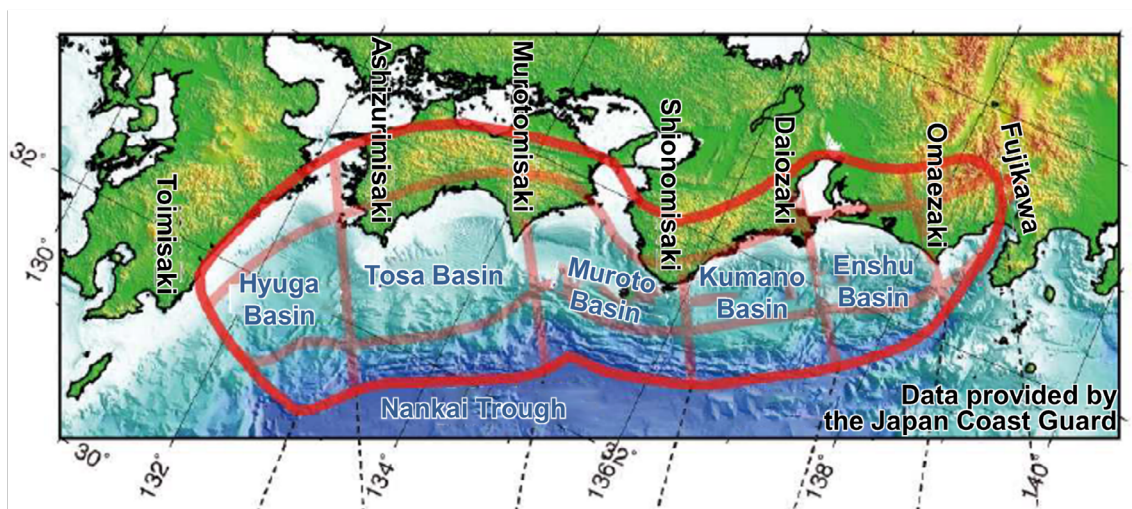 Ashizurimisaki
Murotomisaki
Shionomisaki
Daiozaki
Omaezaki
Fujikawa
Toimisaki
32°
130°
Hyuga
Basin
Tosa Basin
Muroto
Basin
Kumano
Basin
Enshu
Basin
Nankai Trough
Data provided by
the Japan Coast Guard
30°
132°
134°
136°
32°
138°
140°